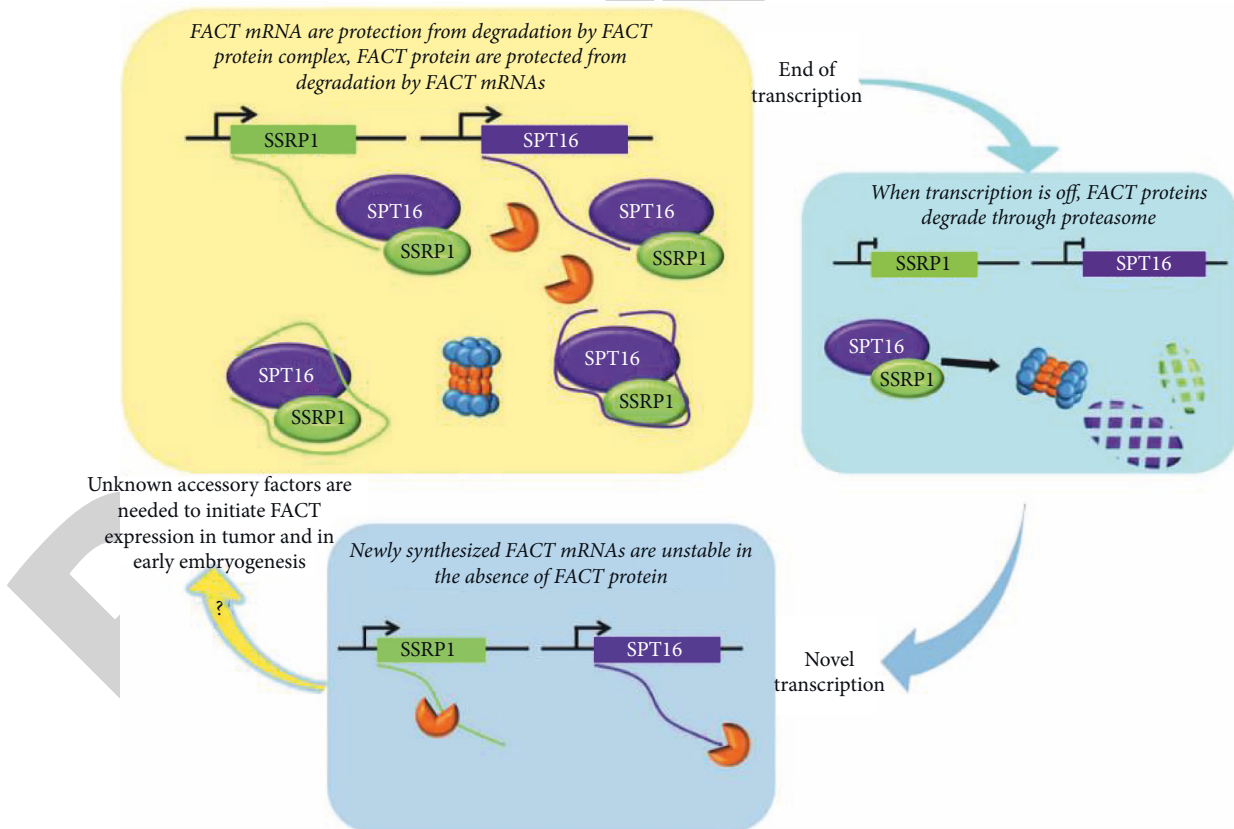 FACT mRNA are protection from degradation by FACT
protein complex, FACT protein are protected from
degradation by FACT mRNAs
SSRP1
SPT16
SPT16
SSRP1
SPT16
SSRP1
SPT16
SSRP1
SPT16
SSRP1
End of
transcription
When transcription is off, FACT proteins
degrade through proteasome
SSRP1
SPT16
SPT16
SSRP1
Novel
transcription
Newly synthesized FACT mRNAs are unstable in
the absence of FACT protein
SSRP1
SPT16
Unknown accessory factors are
needed to initiate FACT
expression in tumor and in
early embryogenesis
?